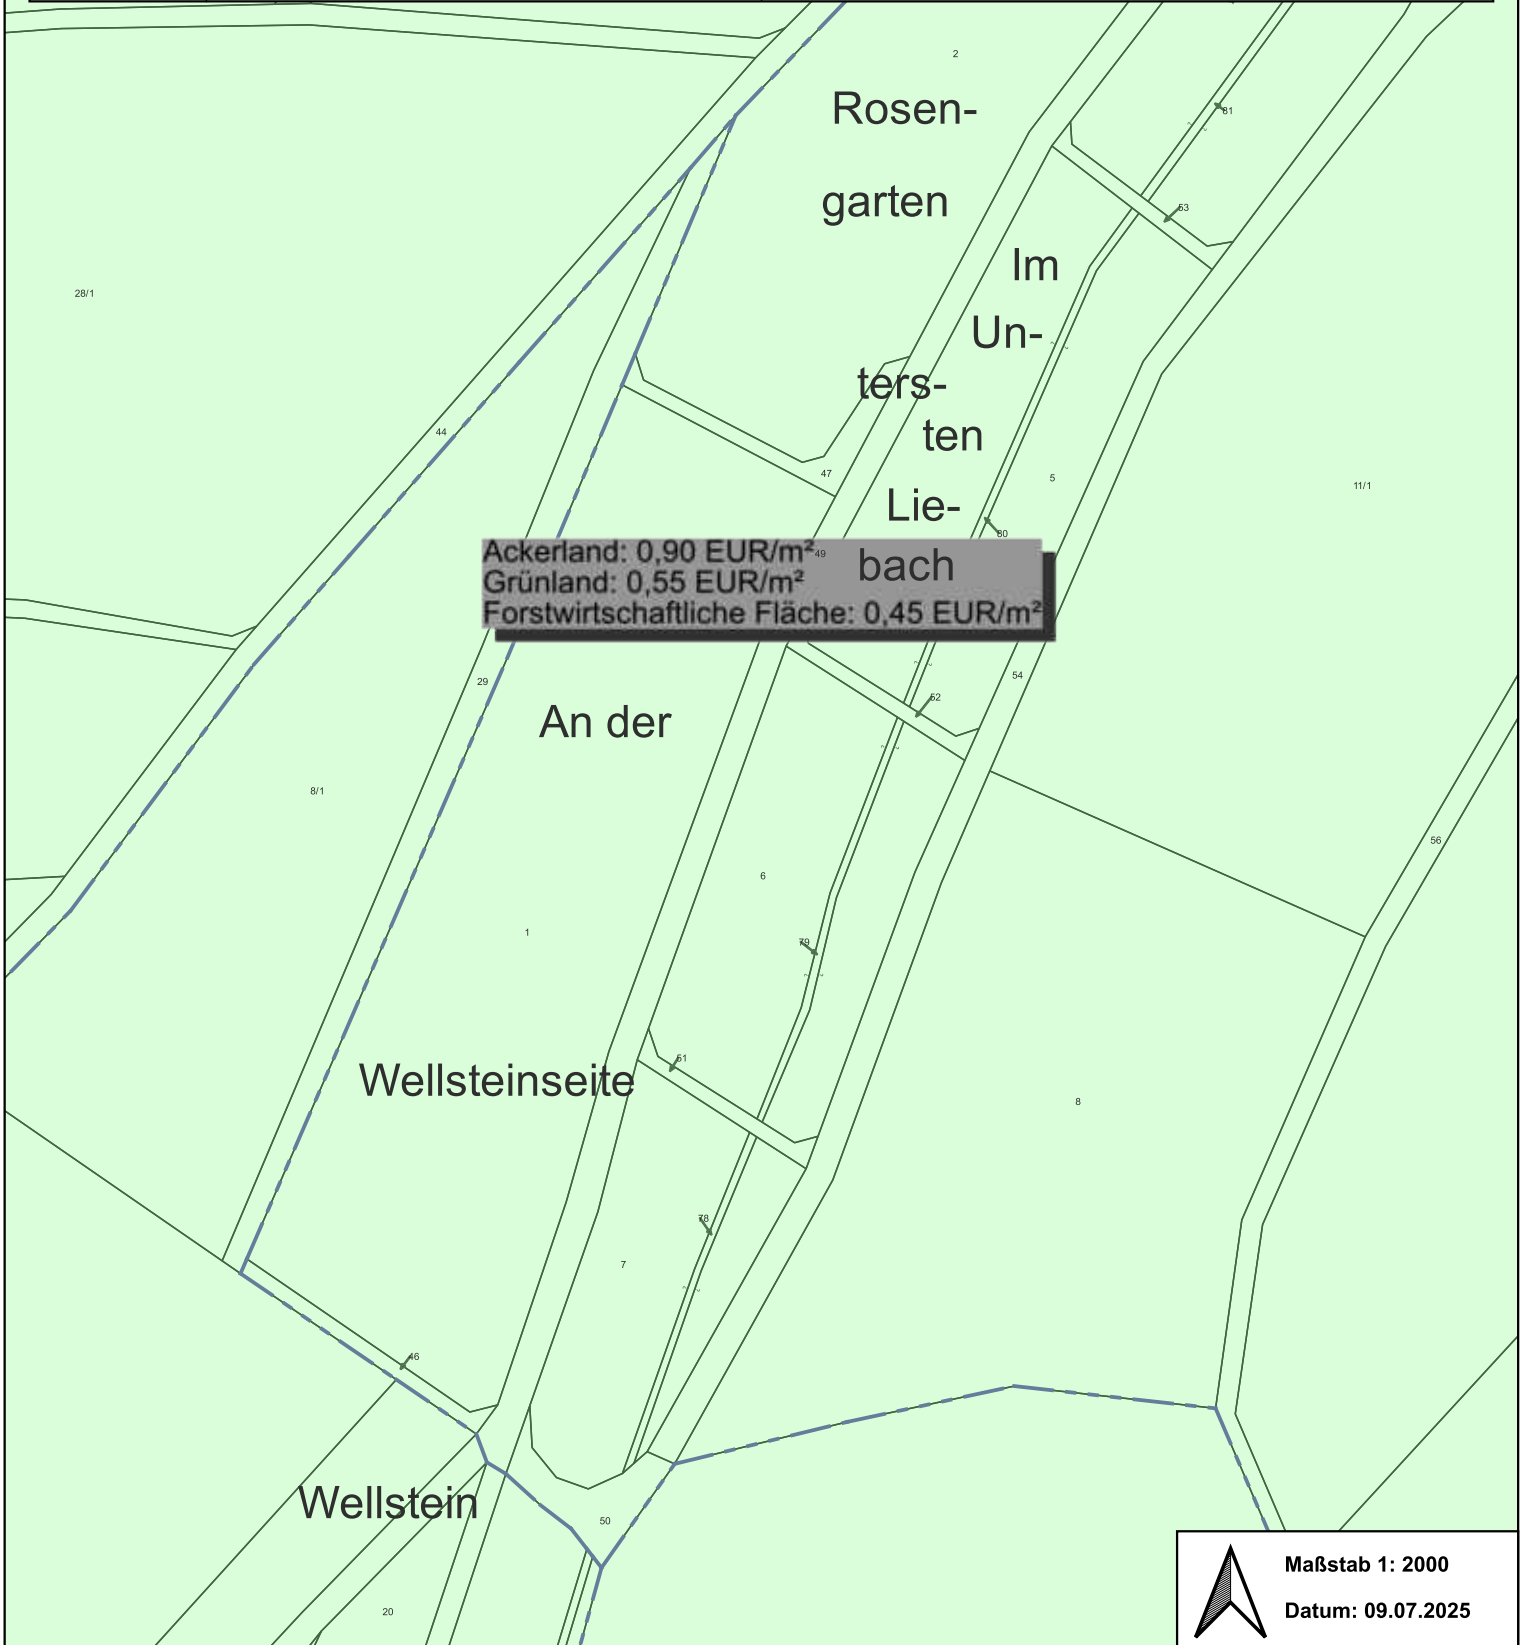 2
Rosen-
81
garten
53
Im
28/1
Un-
ters-
44
ten
47
5
11/1
Lie-
80
Ackerland: 0,90 EUR/m²
49
bach
Grünland: 0,55 EUR/m²
Forstwirtschaftliche Fläche: 0,45 EUR/m²
29
54
52
An der
8/1
56
6
1
79
51
Wellsteinseite
8
78
7
46
Wellstein
50
20
Maßstab 1: 2000
Datum: 09.07.2025